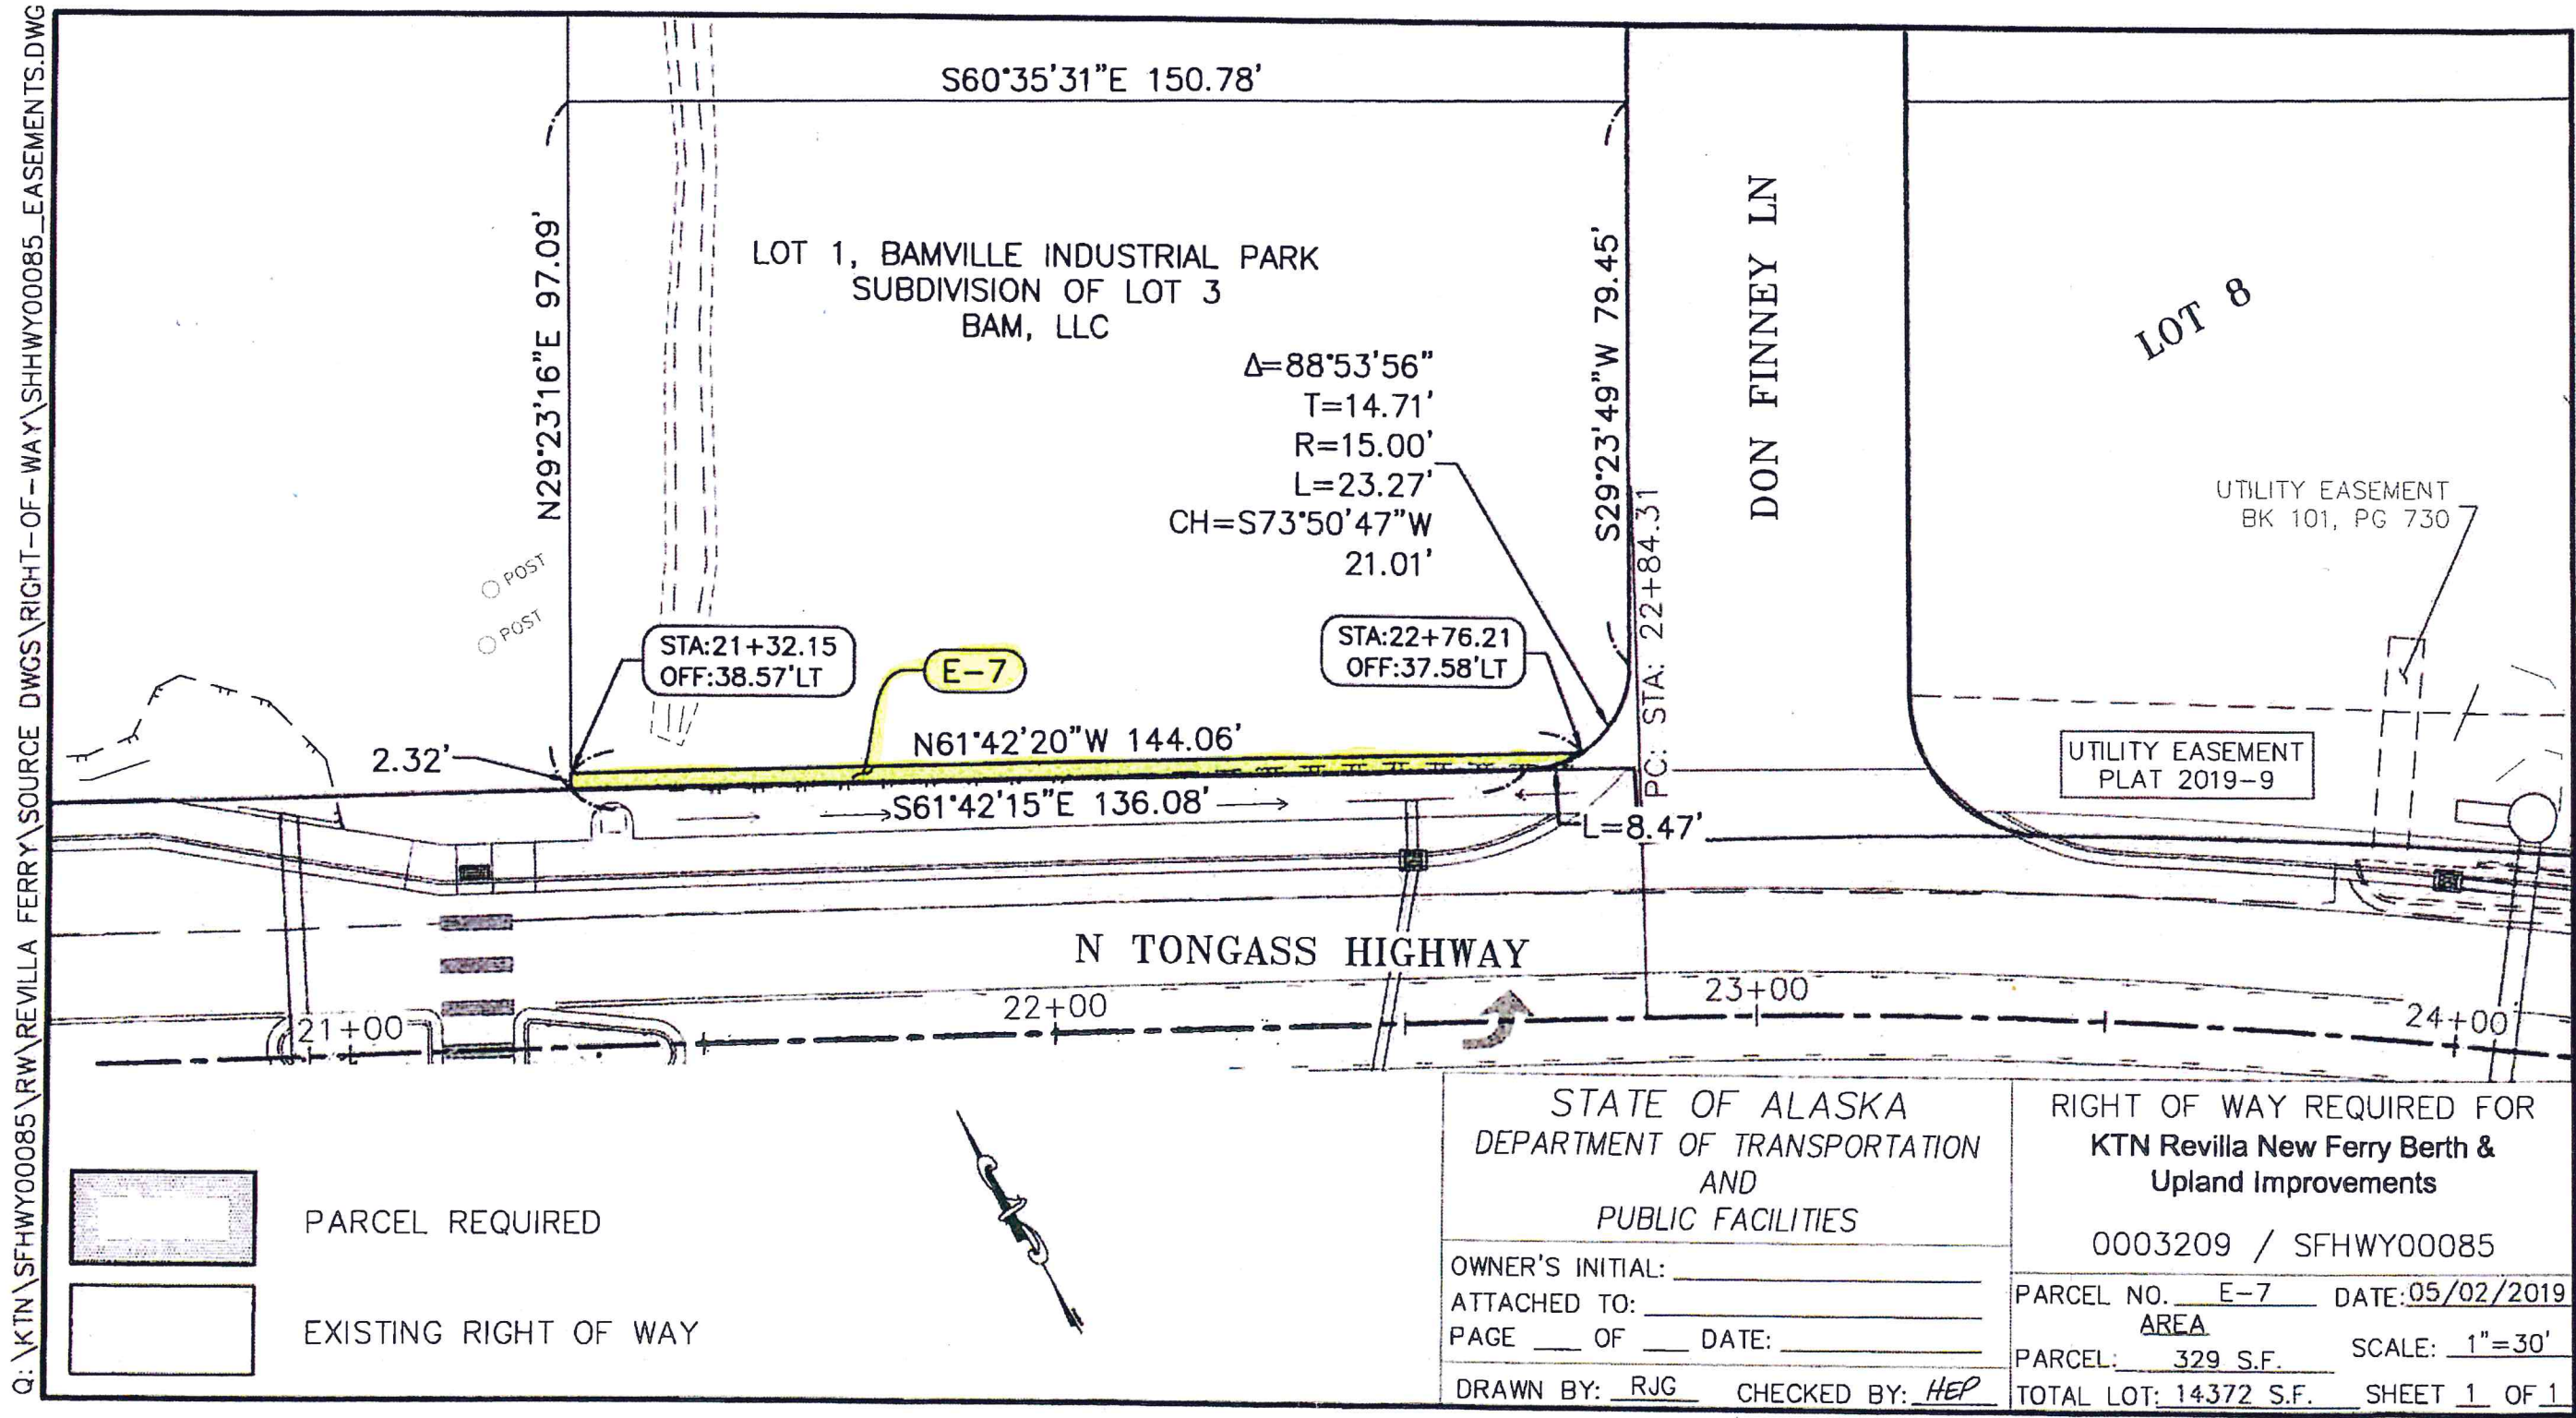 Q:\KTN\SFHWY00085\RW\REVILLA FERRY\SOURCE DWGS\RIGHT-OF-WAY\SHHWY00085_EASEMENTS.DWG
S60°35'31"E 150.78'
N29°23'16"E 97.09'
LOT 1, BAMVILLE INDUSTRIAL PARK
SUBDIVISION OF LOT 3
BAM, LLC
Δ=88°53'56"
T=14.71'
R=15.00'
L=23.27'
CH=S73°50'47"W
21.01'
S29°23'49"W 79.45'
PC: STA: 22+84.31
DON FINNEY LN
LOT 8
UTILITY EASEMENT
BK 101, PG 730
POST
POST
STA:21+32.15
OFF:38.57'LT
E-7
STA:22+76.21
OFF:37.58'LT
2.32'
N61°42'20"W 144.06'
S61°42'15"E 136.08'
L=8.47'
UTILITY EASEMENT
PLAT 2019-9
N TONGASS HIGHWAY
21+00
22+00
23+00
24+00
PARCEL REQUIRED
EXISTING RIGHT OF WAY
STATE OF ALASKA
DEPARTMENT OF TRANSPORTATION
AND
PUBLIC FACILITIES
OWNER'S INITIAL:
ATTACHED TO:
PAGE ___ OF ___ DATE:
DRAWN BY: RJG CHECKED BY: HEP
RIGHT OF WAY REQUIRED FOR
KTN Revilla New Ferry Berth &
Upland Improvements
0003209 / SFHWY00085
PARCEL NO. E-7 DATE: 05/02/2019
AREA
PARCEL: 329 S.F. SCALE: 1"=30'
TOTAL LOT: 14372 S.F. SHEET 1 OF 1